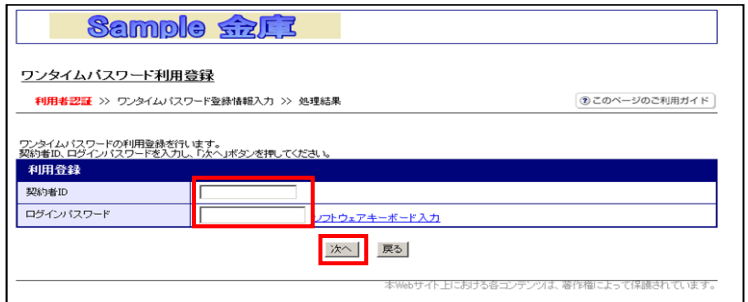 Sample 金庫
ワンタイムパスワード利用登録
利用者認証 >> ワンタイムパスワード登録情報入力 >> 処理結果
? このページのご利用ガイド
ワンタイムパスワードの利用登録を行います。
契約者ID、ログインパスワードを入力し、「次へ」ボタンを押してください。
利用登録
契約者ID
ログインパスワード
ソフトウェアキーボード入力
次へ 戻る
本Webサイト上における各コンテンツは、著作権によって保護されています。